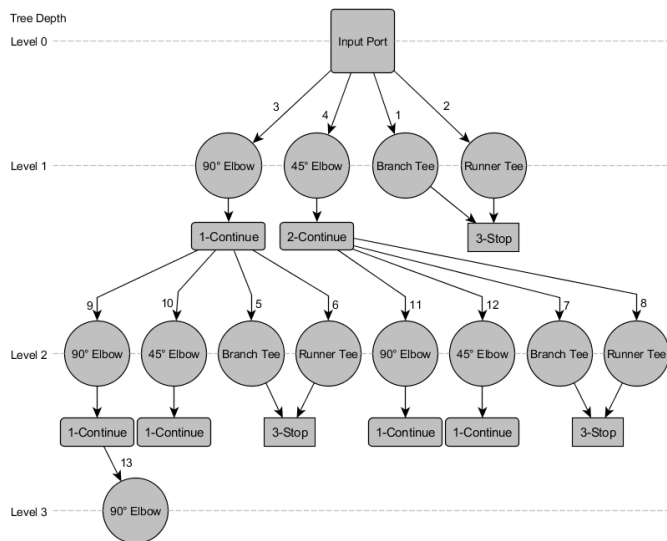 Tree Depth
Level 0
Input Port
3
4
1
2
Level 1
90° Elbow
45° Elbow
Branch Tee
Runner Tee
1-Continue
2-Continue
3-Stop
9
10
5
6
11
12
7
8
Level 2
90° Elbow
45° Elbow
Branch Tee
Runner Tee
90° Elbow
45° Elbow
Branch Tee
Runner Tee
1-Continue
1-Continue
3-Stop
1-Continue
1-Continue
3-Stop
13
Level 3
90° Elbow